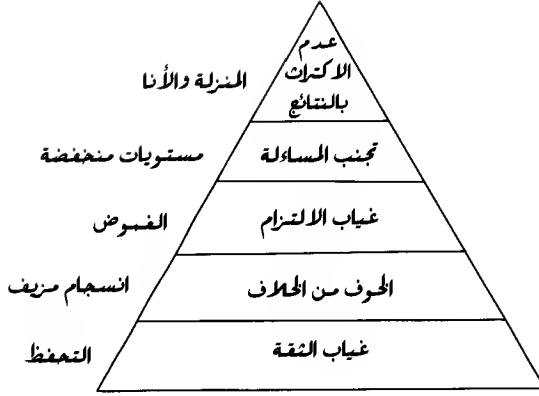 عدم
الاكتراث
بالنتائج
المنزلة والأنا
تجنب المساءلة
مستويات منخفضة
غياب الالتزام
الغموض
الخوف من الخلاف
انسجام مزيف
غياب الثقة
التحفظ